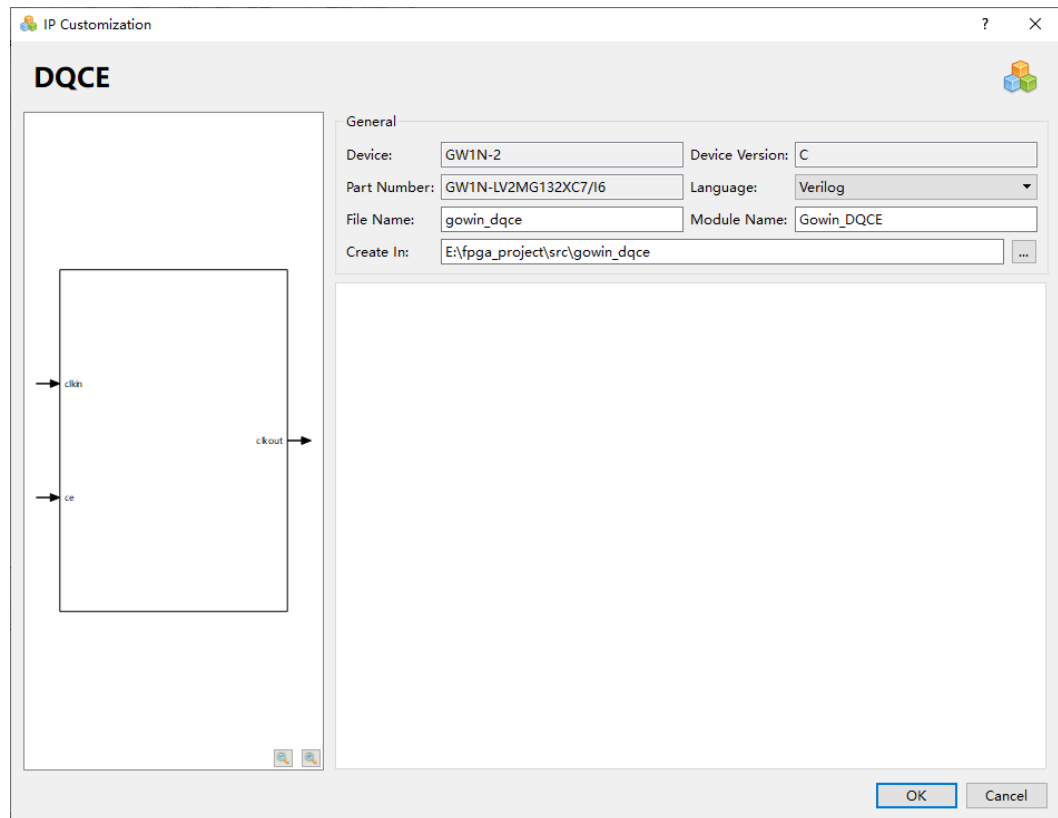 IP Customization
?
DQCE
General
Device: GW1N-2 Device Version: C
Part Number: GW1N-LV2MG132XC7/I6 Language: Verilog
File Name: gowin_dqce Module Name: Gowin_DQCE
Create In: E:\fpga_project\src\gowin_dqce ...
clkin
clkout
ce
OK Cancel